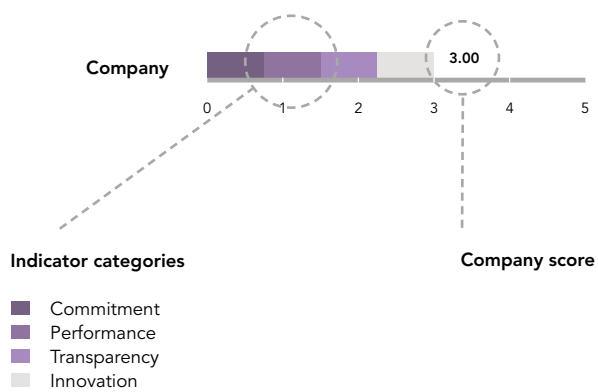 Company
3.00
0 1 2 3 4 5
Indicator categories
Company score
Commitment
Performance
Transparency
Innovation